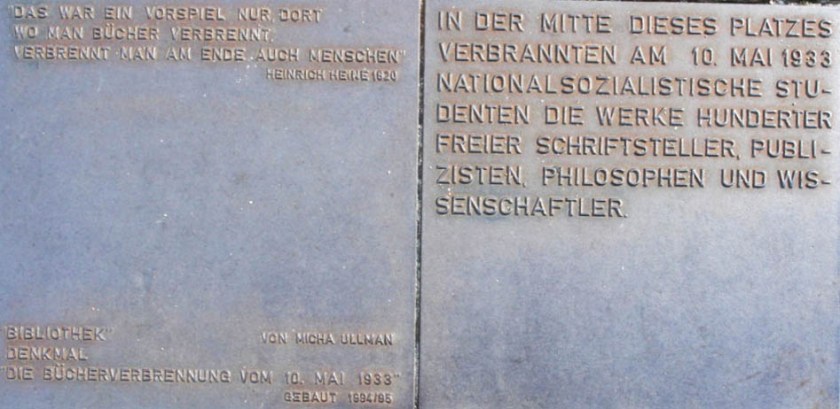 "DAS WAR EIN VORSPIEL NUR, DORT
WO MAN BÜCHER VERBRENNT,
VERBRENNT MAN AM ENDE AUCH MENSCHEN"
HEINRICH HEINE 1820
"BIBLIOTHEK" VON MICHA ULLMAN
DENKMAL
"DIE BÜCHERVERBRENNUNG VOM 10. MAI 1933"
GEBAUT 1994/95
IN DER MITTE DIESES PLATZES
VERBRANNTEN AM 10. MAI 1933
NATIONALSOZIALISTISCHE STU-
DENTEN DIE WERKE HUNDERTER
FREIER SCHRIFTSTELLER, PUBLI-
ZISTEN, PHILOSOPHEN UND WIS-
SENSCHAFTLER.